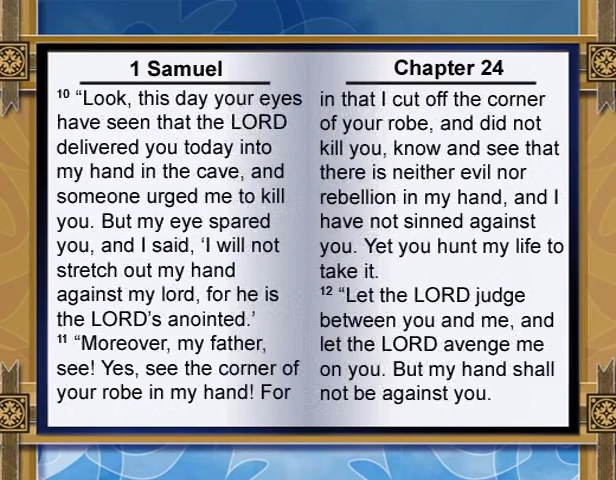 1 Samuel
10 “Look, this day your eyes
have seen that the LORD
delivered you today into
my hand in the cave, and
someone urged me to kill
you. But my eye spared
you, and I said, ‘I will not
stretch out my hand
against my lord, for he is
the LORD’s anointed.’
11 “Moreover, my father,
see! Yes, see the corner of
your robe in my hand! For
Chapter 24
in that I cut off the corner
of your robe, and did not
kill you, know and see that
there is neither evil nor
rebellion in my hand, and I
have not sinned against
you. Yet you hunt my life to
take it.
12 “Let the LORD judge
between you and me, and
let the LORD avenge me
on you. But my hand shall
not be against you.